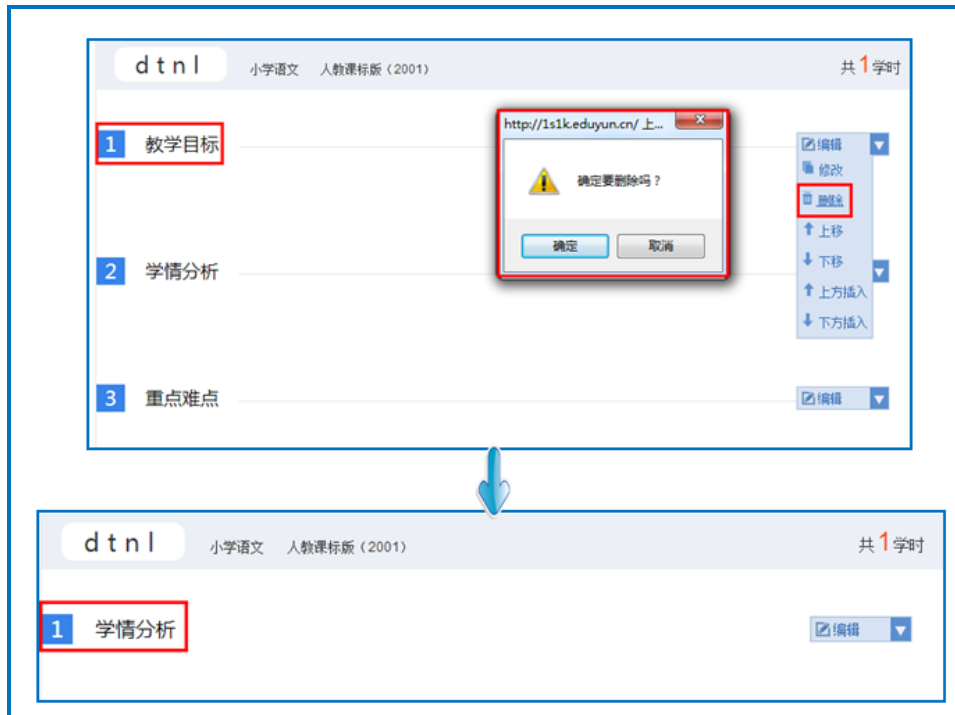 dtnl 小学语文 人教课标版（2001） 共1学时
http://1s1k.eduyun.cn/ 上...
1 教学目标
编辑
修改
确定要删除吗？
删除
上移
确定 取消
下移
2 学情分析
上方插入
下方插入
3 重点难点
编辑
dtnl 小学语文 人教课标版（2001） 共1学时
1 学情分析
编辑